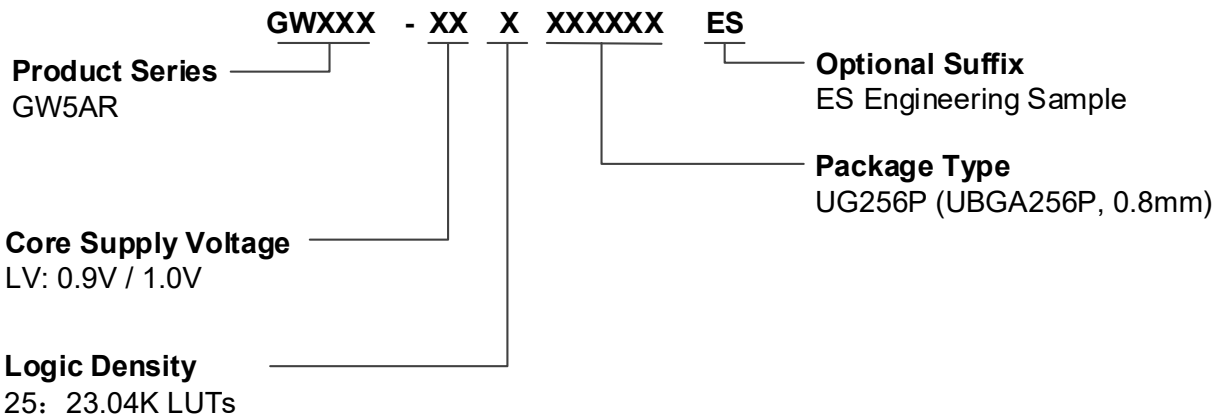 GWXXX - XX X XXXXXX ES
Product Series
GW5AR
Optional Suffix
ES Engineering Sample
Package Type
UG256P (UBGA256P, 0.8mm)
Core Supply Voltage
LV: 0.9V / 1.0V
Logic Density
25：23.04K LUTs